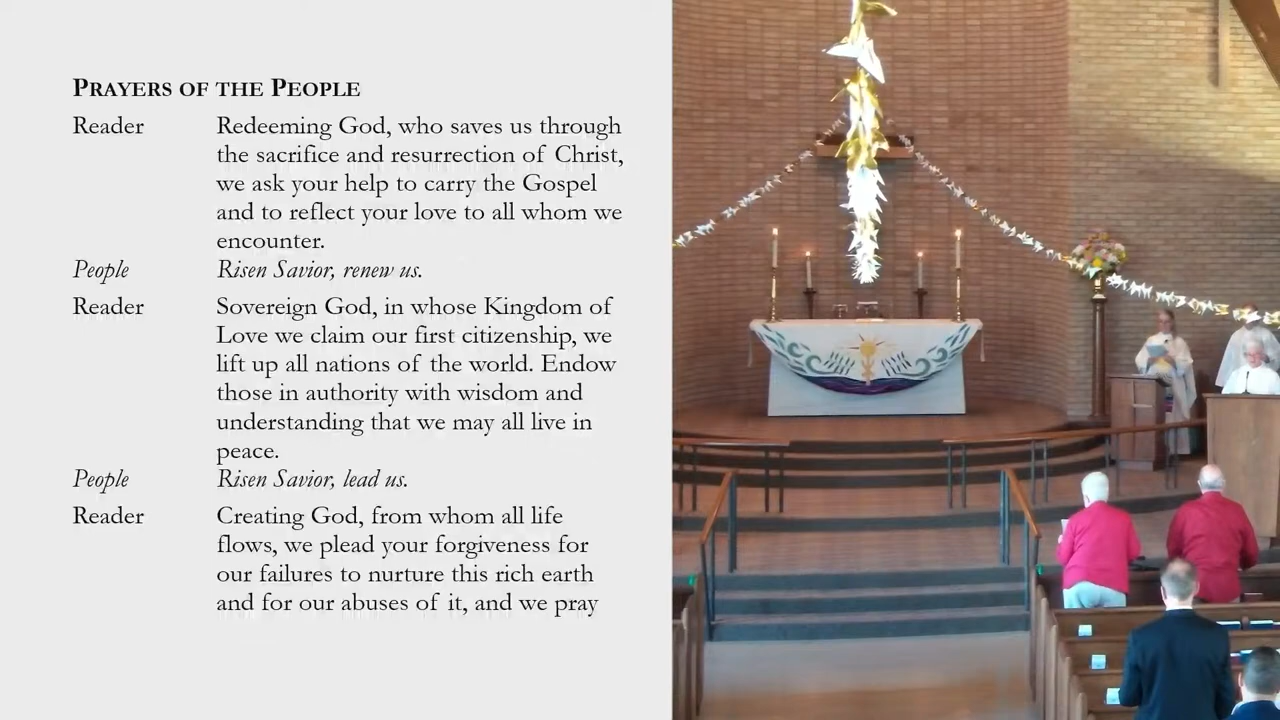 PRAYERS OF THE PEOPLE
Reader Redeeming God, who saves us through
the sacrifice and resurrection of Christ,
we ask your help to carry the Gospel
and to reflect your love to all whom we
encounter.
People Risen Savior, renew us.
Reader Sovereign God, in whose Kingdom of
Love we claim our first citizenship, we
lift up all nations of the world. Endow
those in authority with wisdom and
understanding that we may all live in
peace.
People Risen Savior, lead us.
Reader Creating God, from whom all life
flows, we plead your forgiveness for
our failures to nurture this rich earth
and for our abuses of it, and we pray